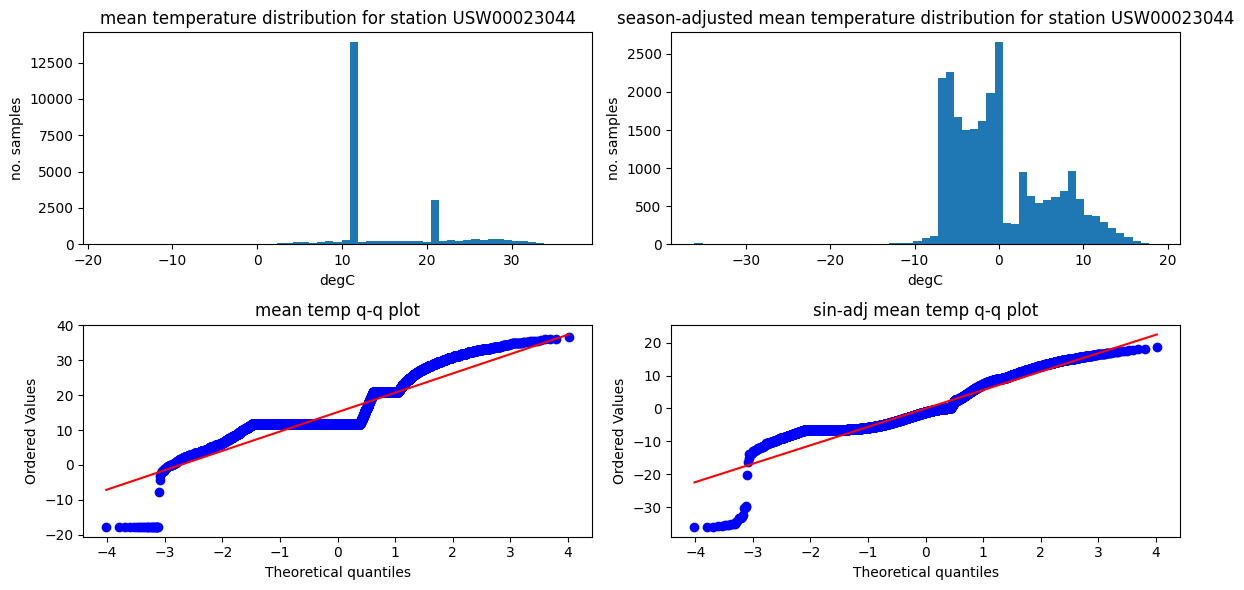 mean temperature distribution for station USW00023044
no. samples
12500
10000
7500
5000
2500
0
−20 −10 0 10 20 30
degC
season-adjusted mean temperature distribution for station USW00023044
no. samples
2500
2000
1500
1000
500
0
−30 −20 −10 0 10 20
degC
mean temp q-q plot
Ordered Values
40
30
20
10
0
−10
−20
−4 −3 −2 −1 0 1 2 3 4
Theoretical quantiles
sin-adj mean temp q-q plot
Ordered Values
20
10
0
−10
−20
−30
−4 −3 −2 −1 0 1 2 3 4
Theoretical quantiles